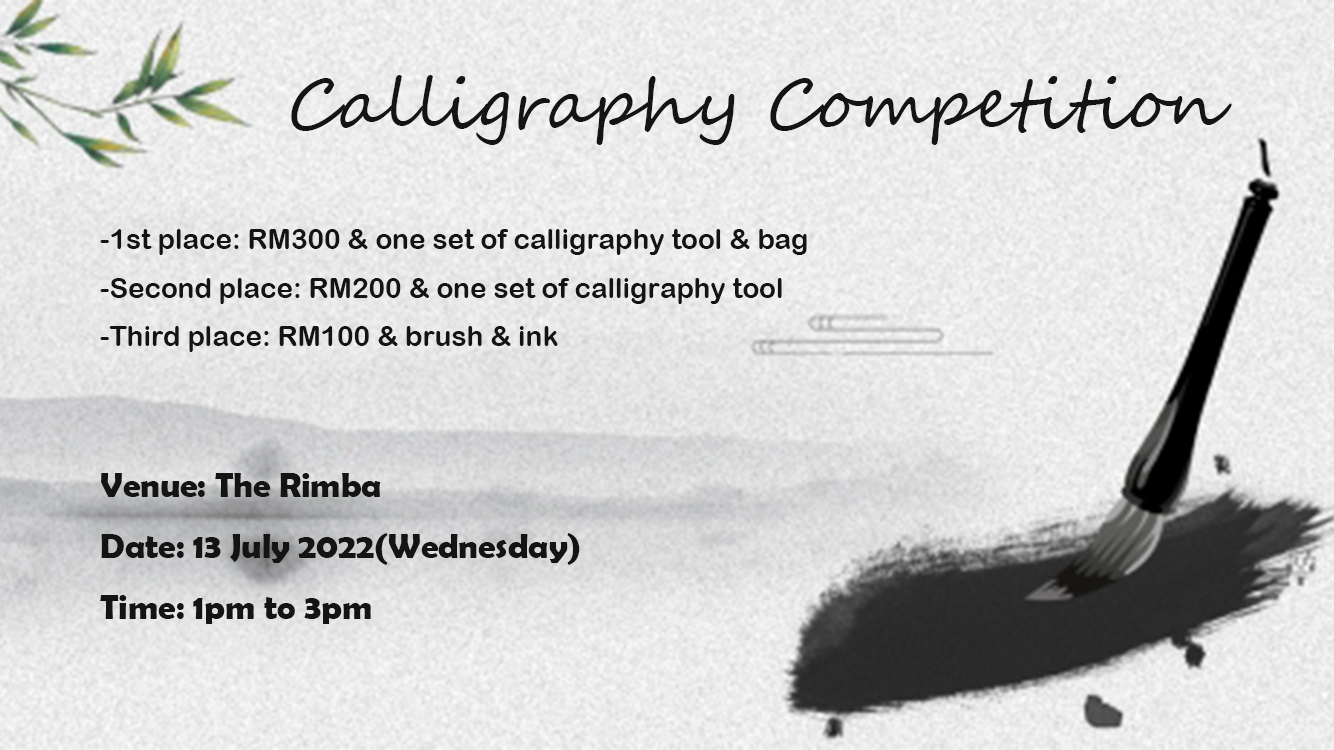 Calligraphy Competition
-1st place: RM300 & one set of calligraphy tool & bag
-Second place: RM200 & one set of calligraphy tool
-Third place: RM100 & brush & ink
Venue: The Rimba
Date: 13 July 2022(Wednesday)
Time: 1pm to 3pm